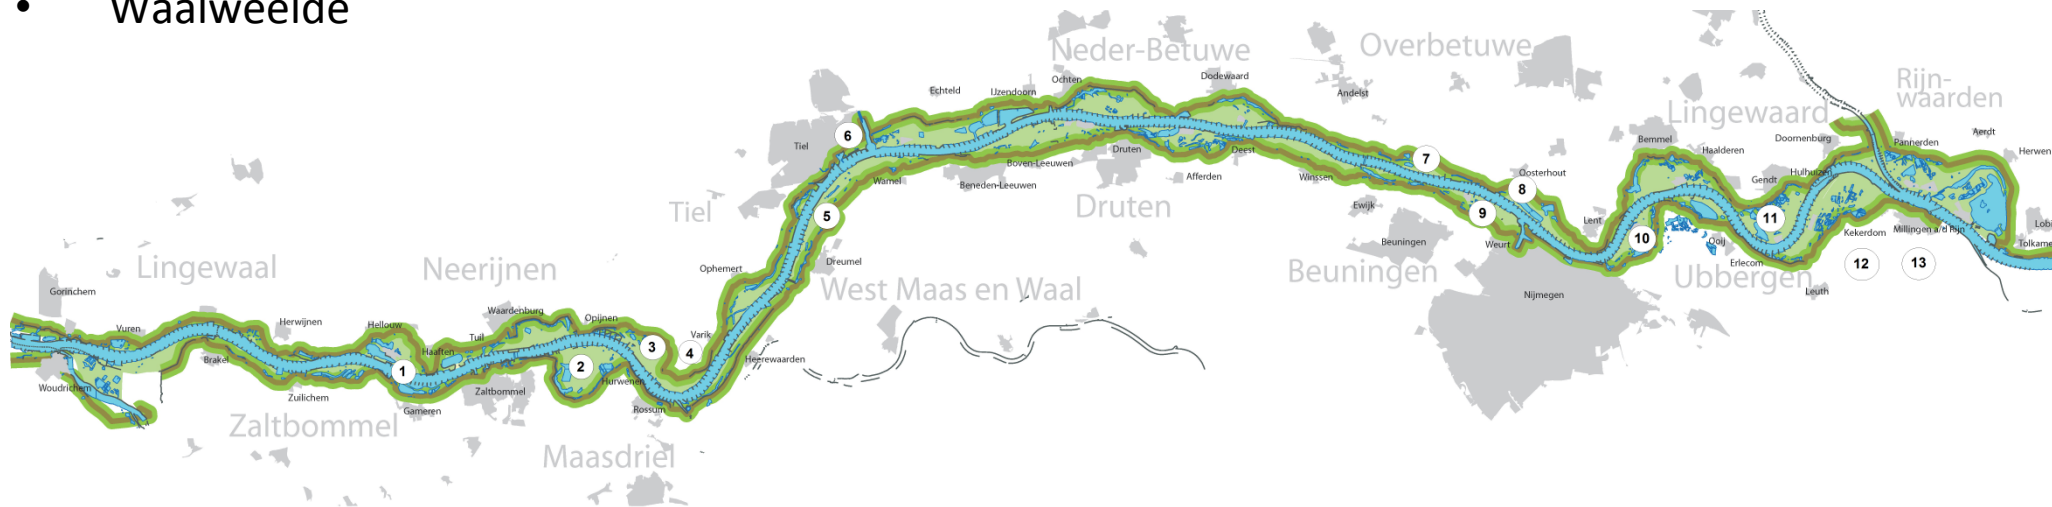 • Waalweelde
Neder-Betuwe
Overbetuwe
Rijn-
waarden
Lingewaard
Ochten
Dodewaard
Andelst
Echteld
IJzendoorn
6
Tiel
Boven-Leeuwen
Druten
Deest
Wamel
Beneden-Leeuwen
Afferden
Winssen
7
8
Oosterhout
Bemmel
Haalderen
Doornenburg
Pannerden
Aerdt
Herwen
Gendt
Hulhuizen
Tiel
5
Druten
Ewijk
9
Lent
10
11
Ooij
Kekerdom
Millingen a/d Rijn
Lobi
Tolkame
Beuningen
Weurt
Erlecom
12
13
Lingewaal
Neerijnen
Ophemert
Dreumel
West Maas en Waal
Beuningen
Ubbergen
Leuth
Nijmegen
Gorinchem
Vuren
Herwijnen
Hellouw
Waardenburg
Opijnen
Tuil
Varik
Haaften
3
4
Heerewaarden
Brakel
1
2
Woudrichem
Hurwenen
Zuilichem
Zaltbommel
Gameren
Rossum
Zaltbommel
Maasdriel